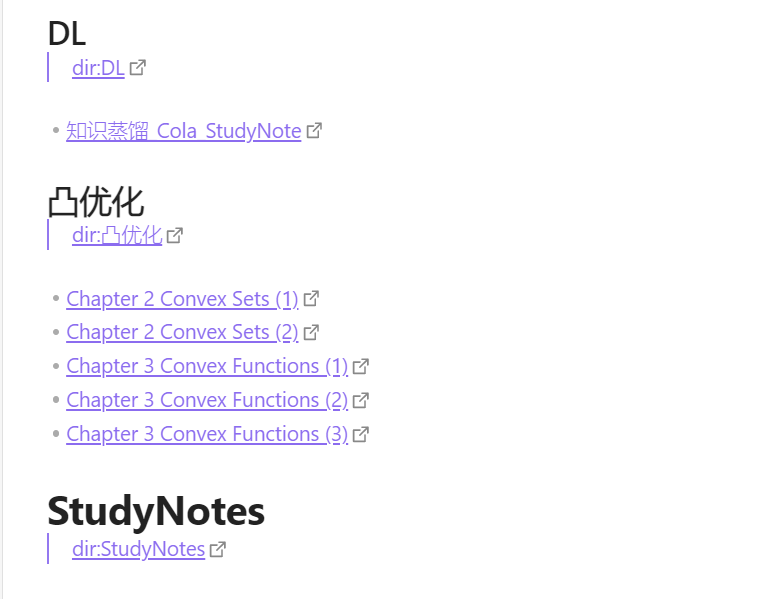 DL
dir:DL
知识蒸馏_Cola_StudyNote
凸优化
dir:凸优化
Chapter 2 Convex Sets (1)
Chapter 2 Convex Sets (2)
Chapter 3 Convex Functions (1)
Chapter 3 Convex Functions (2)
Chapter 3 Convex Functions (3)
StudyNotes
dir:StudyNotes